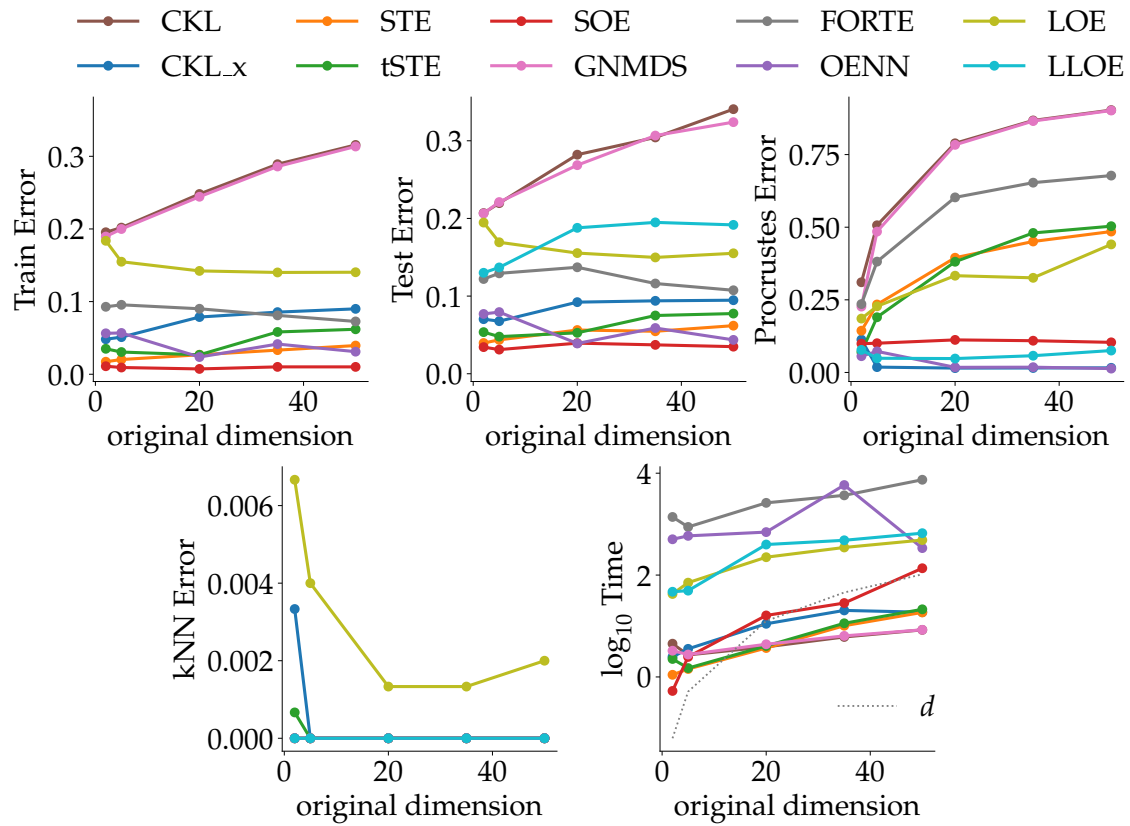 CKL STE SOE FORTE LOE
CKL_x tSTE GNMDS OENN LLOE
Train Error
0.3
0.2
0.1
0.0
0 20 40
original dimension
Test Error
0.3
0.2
0.1
0.0
0 20 40
original dimension
Procrustes Error
0.75
0.50
0.25
0.00
0 20 40
original dimension
kNN Error
0.006
0.004
0.002
0.000
0 20 40
original dimension
log10 Time
4
2
0
d
0 20 40
original dimension